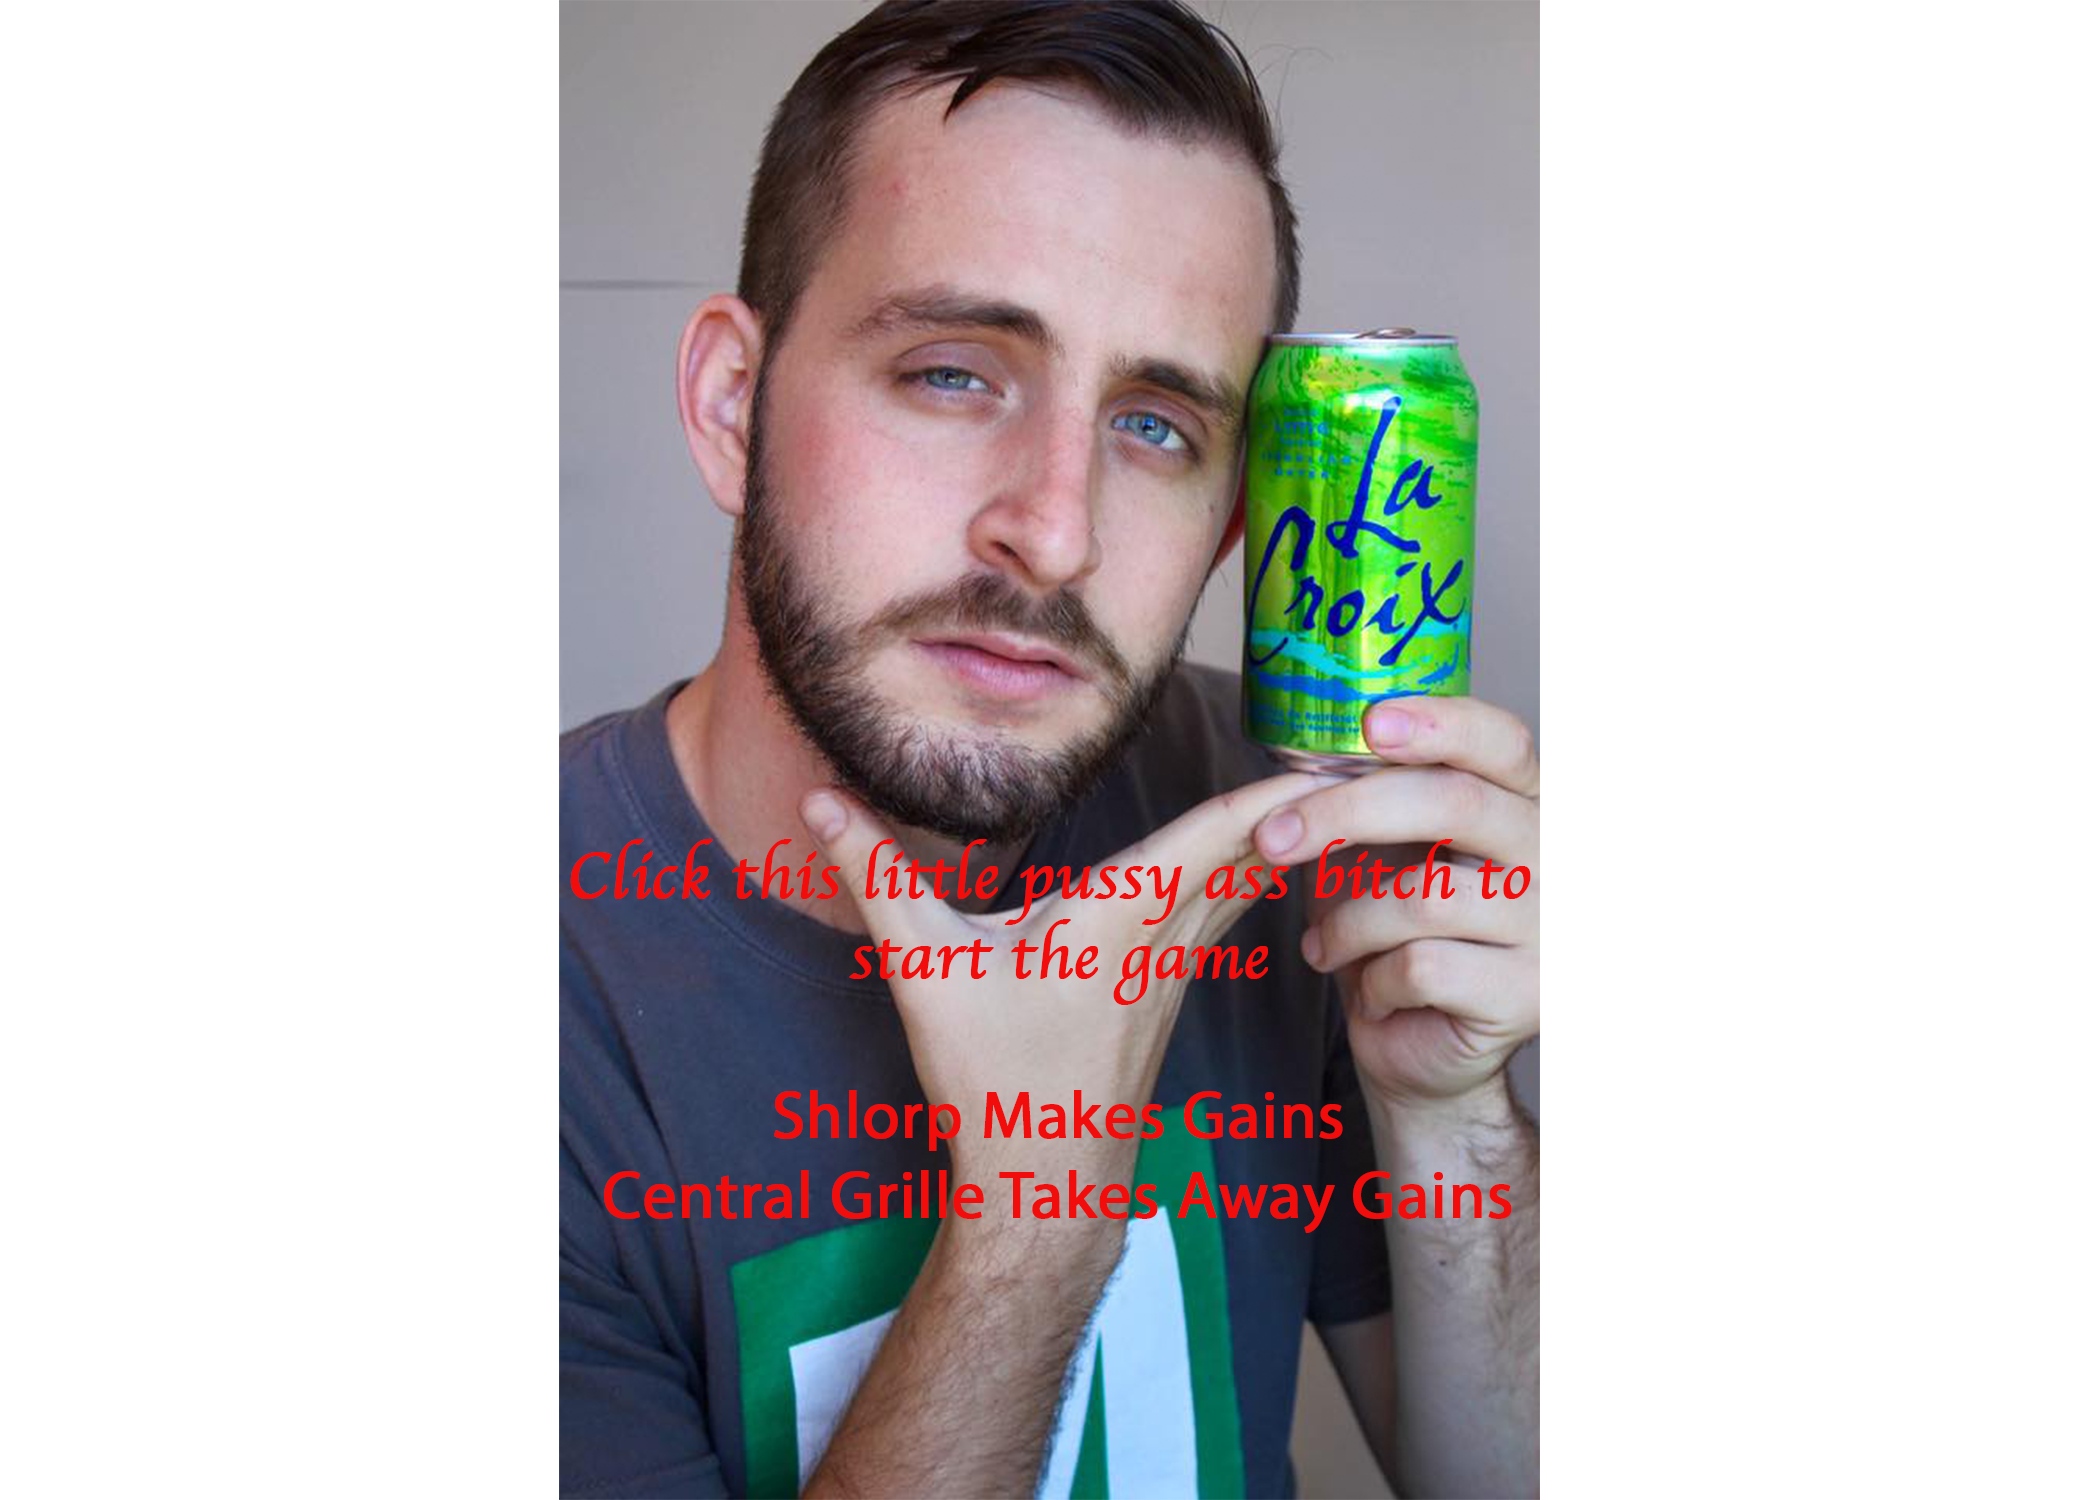 La
Croix
Click this little pussy ass bitch to
start the game
Shlorp Makes Gains
Central Grille Takes Away Gains